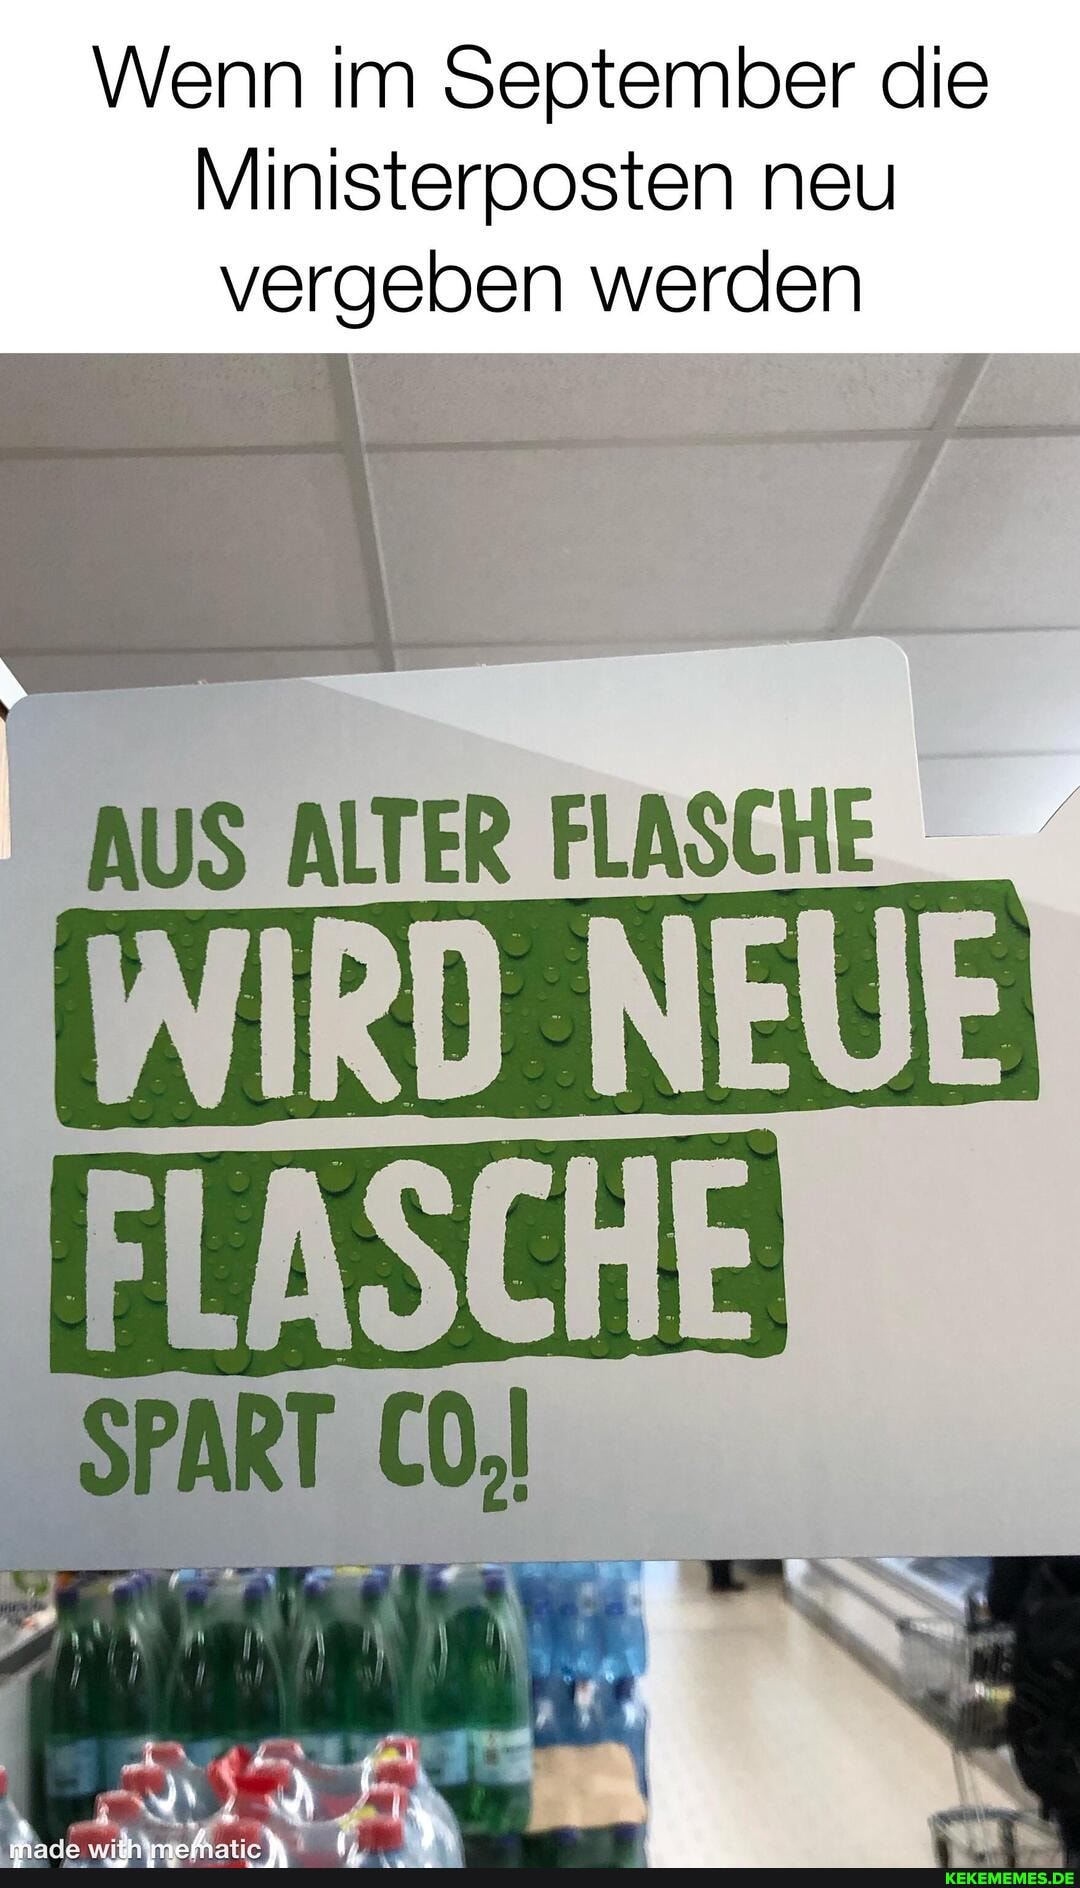 Wenn im September die
Ministerposten neu
vergeben werden
AUS ALTER FLASCHE
WIRD NEUE
FLASCHE
SPART CO₂!
made with mematic
KEKEMEMES.DE